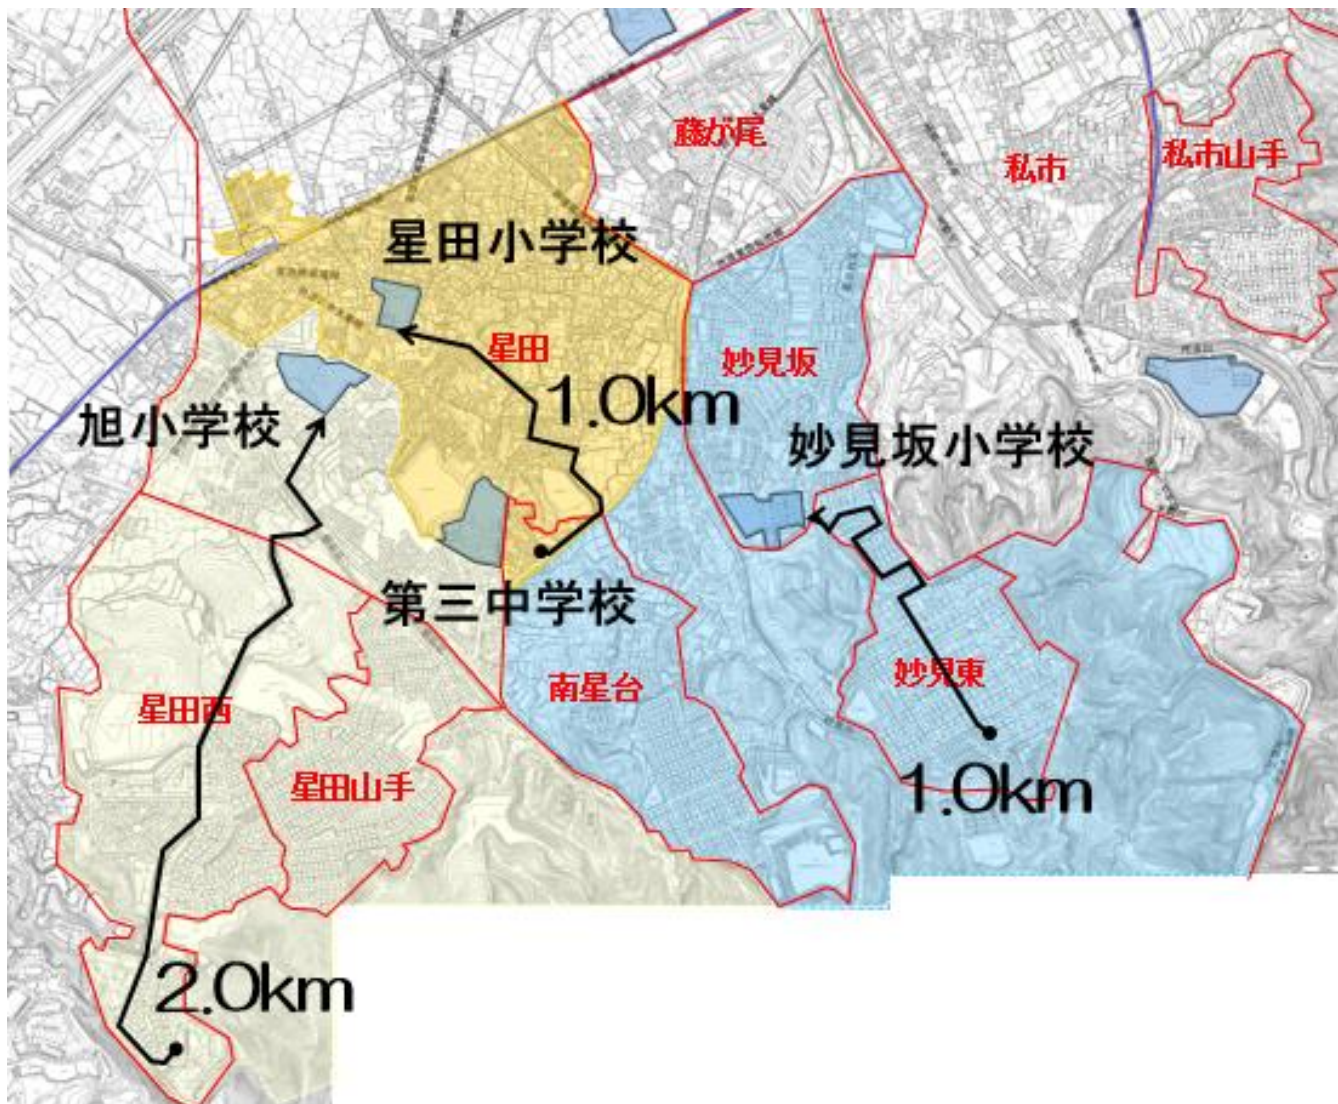 藤が尾
私市
私市山手
星田小学校
星田
妙見坂
1.0km
旭小学校
妙見坂小学校
第三中学校
星田西
南星台
妙見東
星田山手
1.0km
2.0km